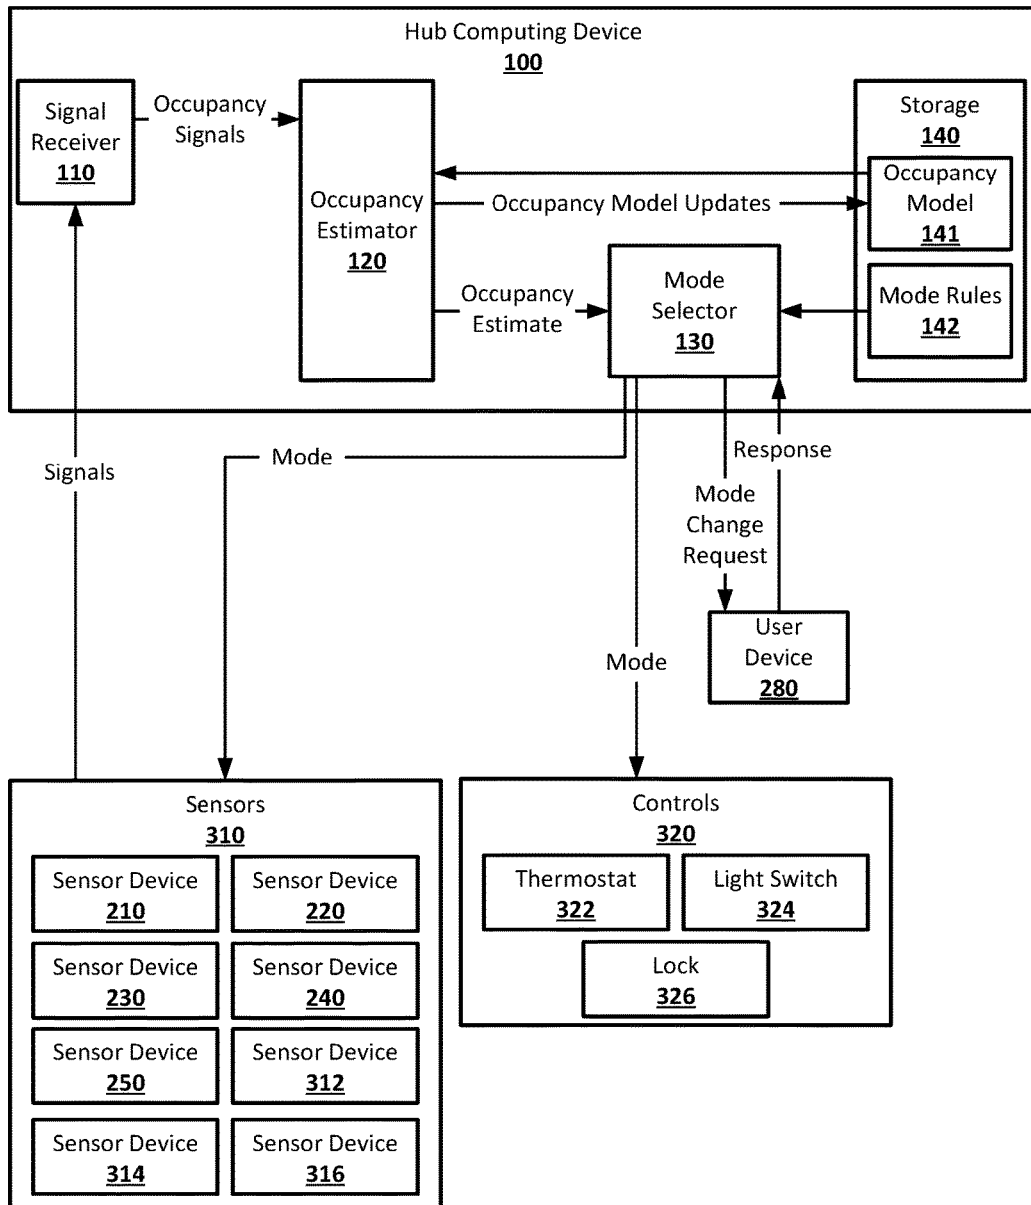 Hub Computing Device
100
Signal
Receiver
110
Occupancy
Signals
Occupancy
Estimator
120
Storage
140
Occupancy
Model
141
Occupancy Model Updates
Mode Rules
142
Occupancy
Estimate
Mode
Selector
130
Signals
Mode
Response
Mode
Change
Request
User
Device
280
Mode
Sensors
310
Sensor Device
210
Sensor Device
220
Sensor Device
230
Sensor Device
240
Sensor Device
250
Sensor Device
312
Sensor Device
314
Sensor Device
316
Controls
320
Thermostat
322
Light Switch
324
Lock
326